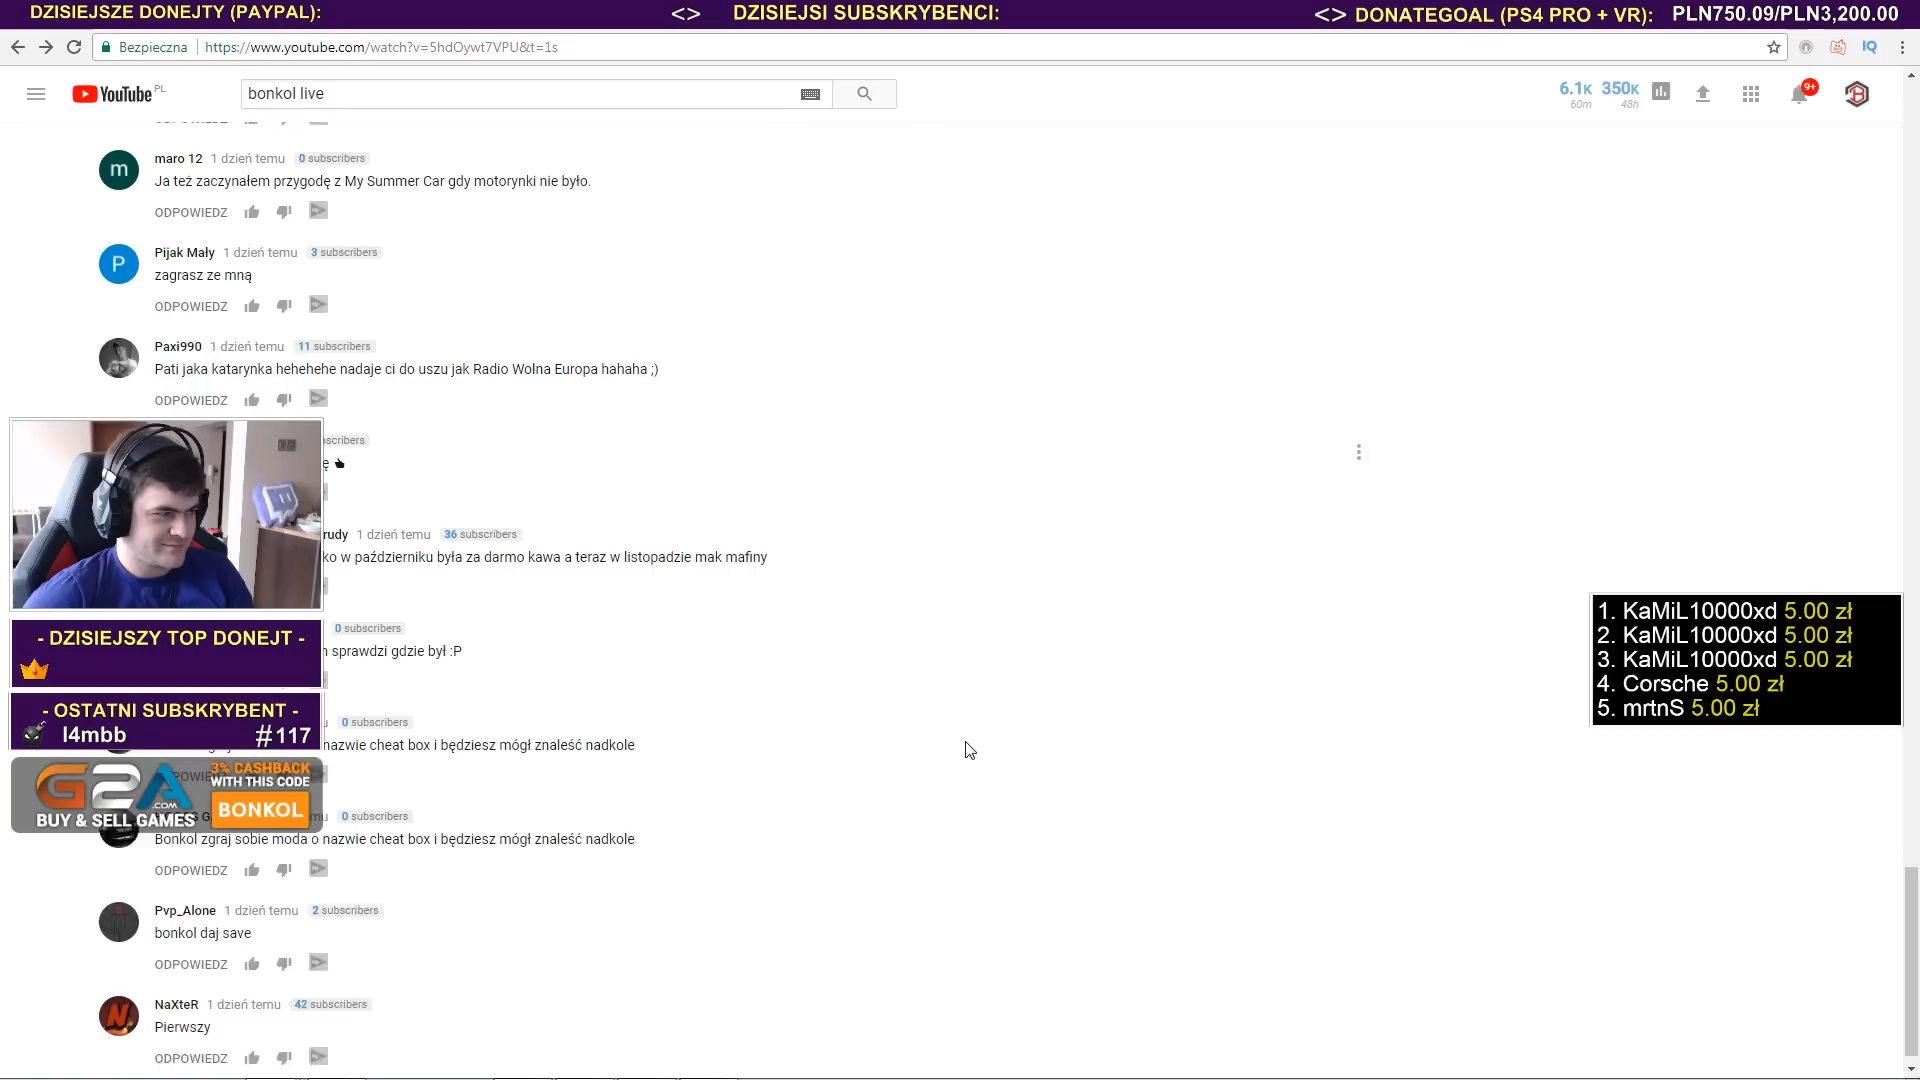 DZISIEJSZE DONEJTY (PAYPAL): <> DZISIEJSI SUBSKRYBENCI: <> DONATEGOAL (PS4 PRO + VR): PLN750.09/PLN3,200.00
Bezpieczna https://www.youtube.com/watch?v=5hdOywt7VPU&t=1s IQ
YouTube PL bonkol live 6.1K 60m 350K 48h 9+
maro 12 1 dzień temu 0 subscribers
Ja też zaczynałem przygodę z My Summer Car gdy motorynki nie było.
ODPOWIEDZ
Pijak Mały 1 dzień temu 3 subscribers
zagrasz ze mną
ODPOWIEDZ
Paxi990 1 dzień temu 11 subscribers
Pati jaka katarynka hehehehe nadaje ci do uszu jak Radio Wolna Europa hahaha ;)
ODPOWIEDZ
scribers
ę
rudy 1 dzień temu 36 subscribers
ko w październiku była za darmo kawa a teraz w listopadzie mak mafiny
0 subscribers
sprawdzi gdzie był :P
0 subscribers
nazwie cheat box i będziesz mógł znaleść nadkole
0 subscribers
Bonkol zgraj sobie moda o nazwie cheat box i będziesz mógł znaleść nadkole
ODPOWIEDZ
Pvp_Alone 1 dzień temu 2 subscribers
bonkol daj save
ODPOWIEDZ
NaXteR 1 dzień temu 42 subscribers
Pierwszy
ODPOWIEDZ
- DZISIEJSZY TOP DONEJT -
- OSTATNI SUBSKRYBENT -
l4mbb #117
G2A.COM
BUY & SELL GAMES
3% CASHBACK
WITH THIS CODE
BONKOL
1. KaMiL10000xd 5.00 zł
2. KaMiL10000xd 5.00 zł
3. KaMiL10000xd 5.00 zł
4. Corsche 5.00 zł
5. mrtnS 5.00 zł